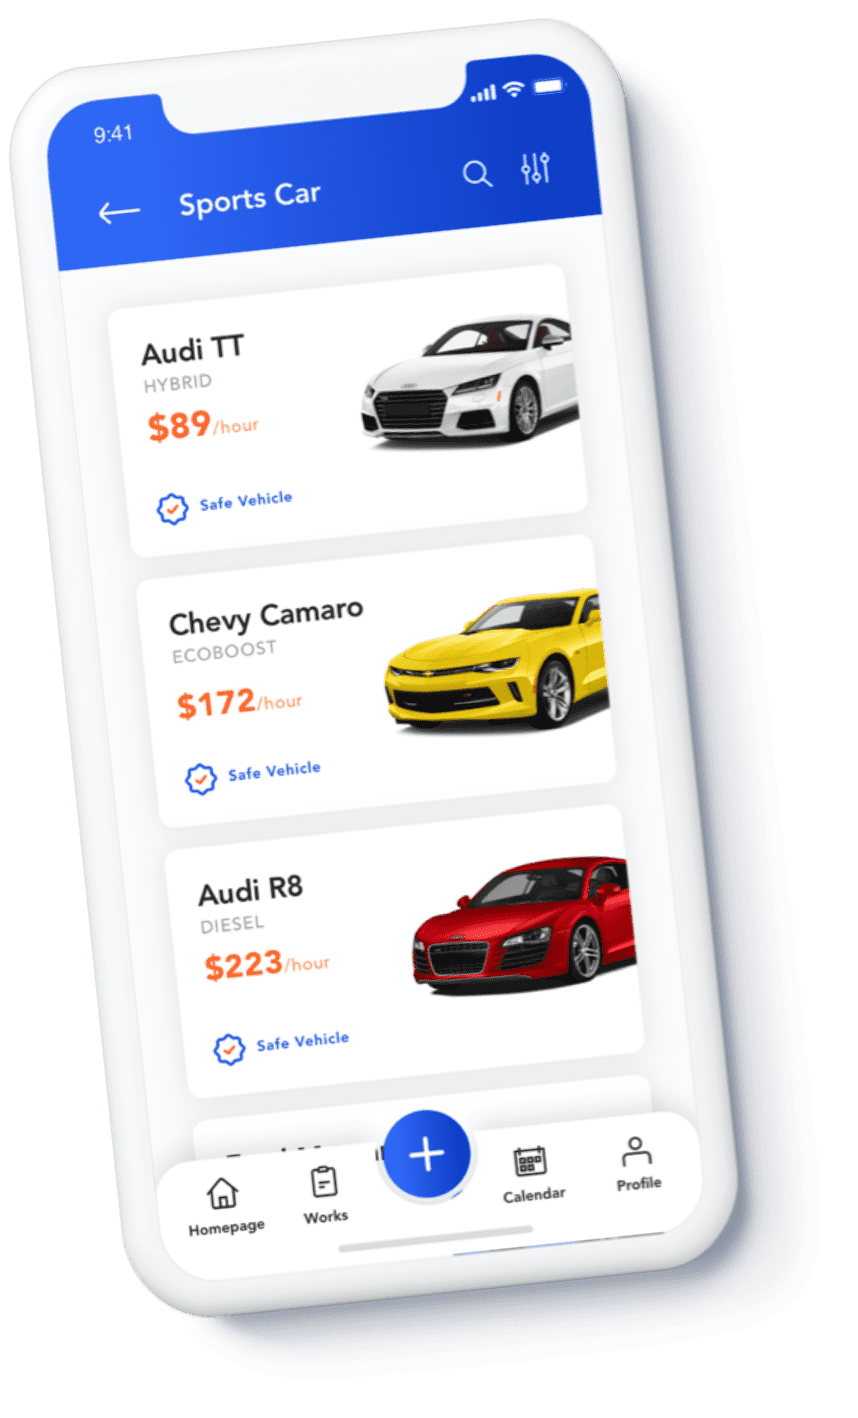 9:41
Sports Car
Audi TT
HYBRID
$89/hour
Safe Vehicle
Chevy Camaro
ECOBOOST
$172/hour
Safe Vehicle
Audi R8
DIESEL
$223/hour
Safe Vehicle
Homepage
Works
Calendar
Profile